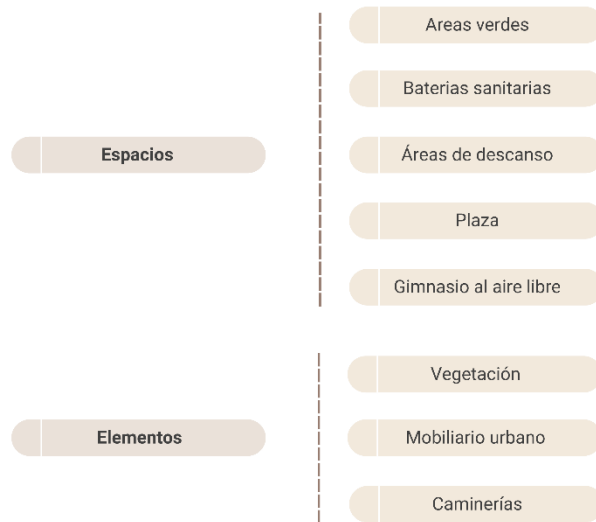 Espacios
Areas verdes
Baterias sanitarias
Áreas de descanso
Plaza
Gimnasio al aire libre
Elementos
Vegetación
Mobiliario urbano
Caminerías